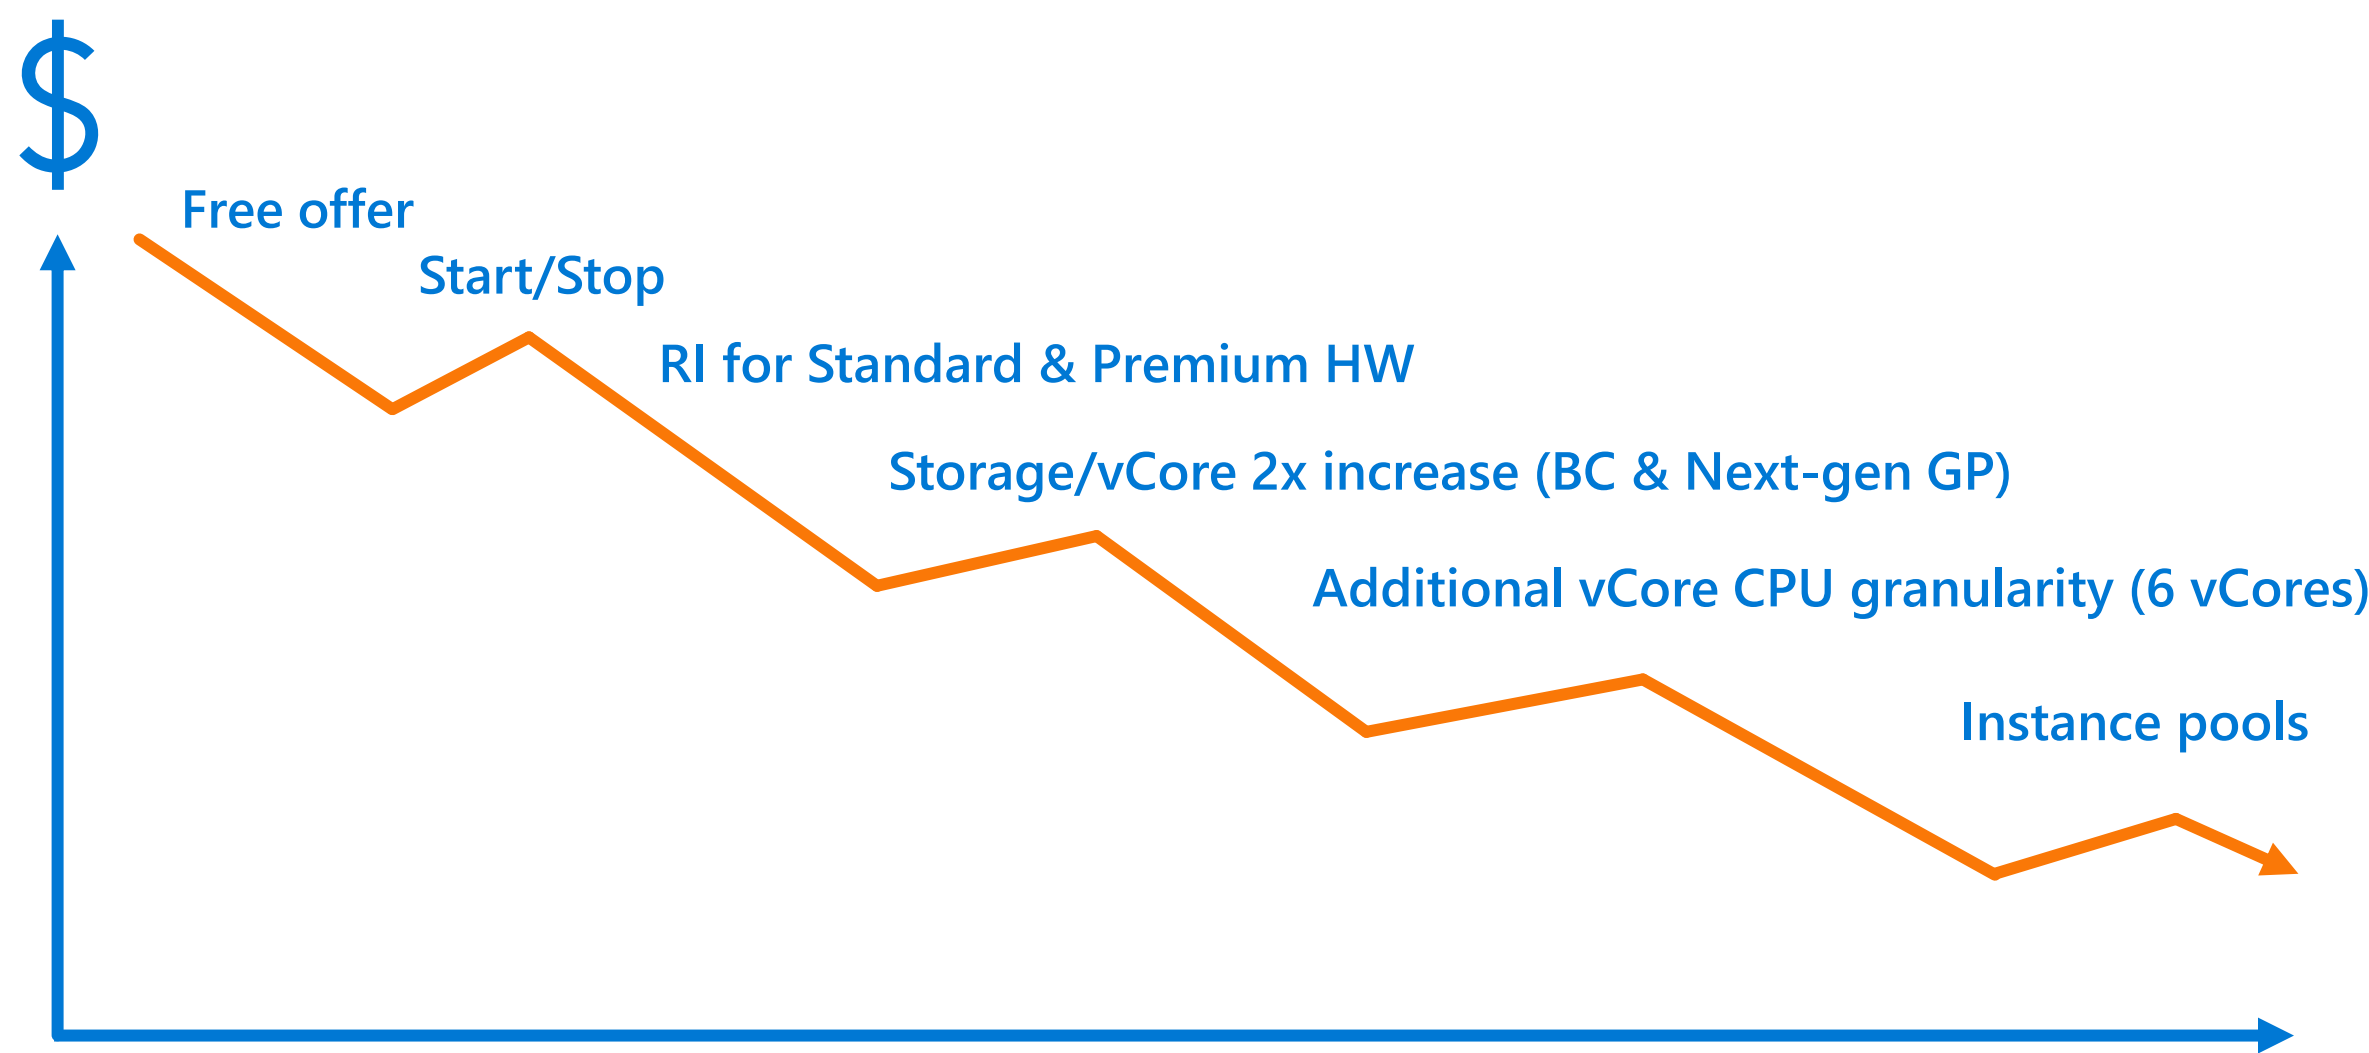 $
Free offer
Start/Stop
RI for Standard & Premium HW
Storage/vCore 2x increase (BC & Next-gen GP)
Additional vCore CPU granularity (6 vCores)
Instance pools